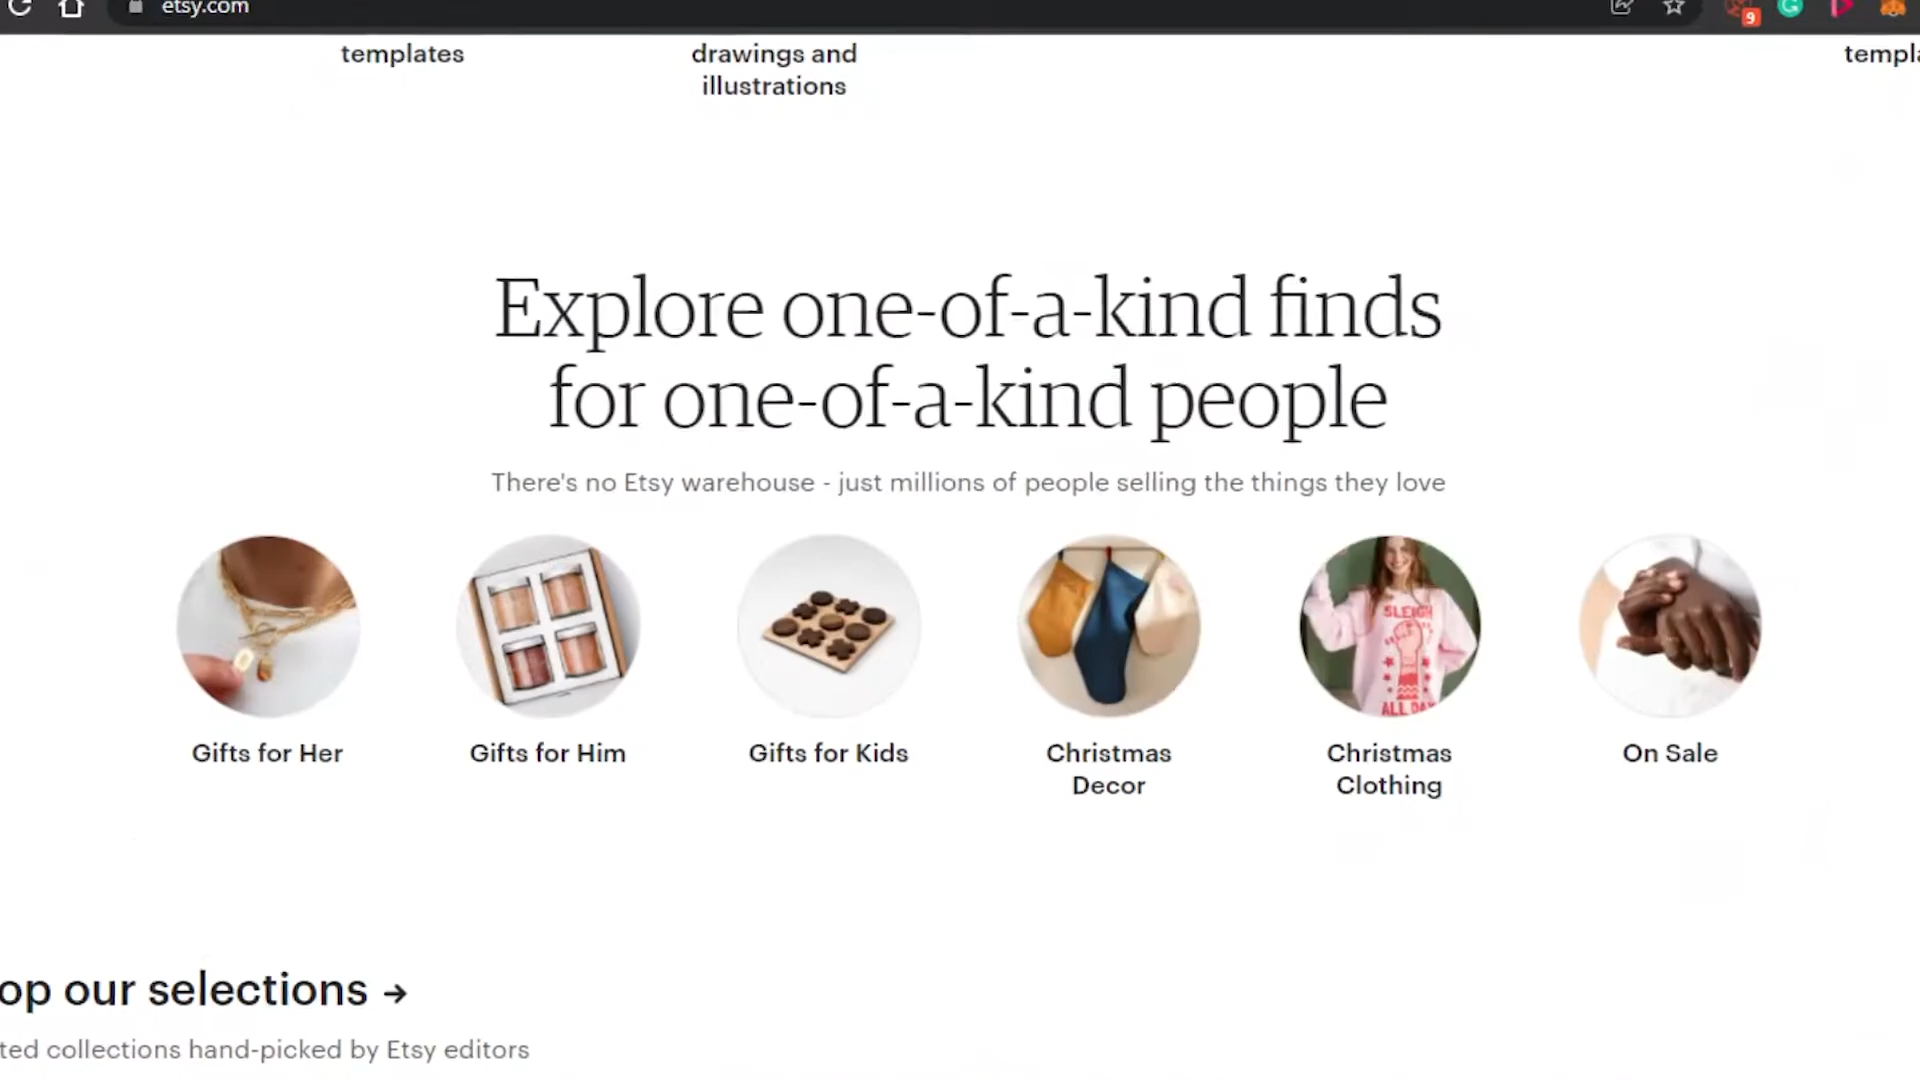 etsy.com
9
templates
drawings and
illustrations
templa
Explore one-of-a-kind finds
for one-of-a-kind people
There's no Etsy warehouse - just millions of people selling the things they love
SLEIGH
ALL DAY
Gifts for Her
Gifts for Him
Gifts for Kids
Christmas
Decor
Christmas
Clothing
On Sale
op our selections →
ted collections hand-picked by Etsy editors